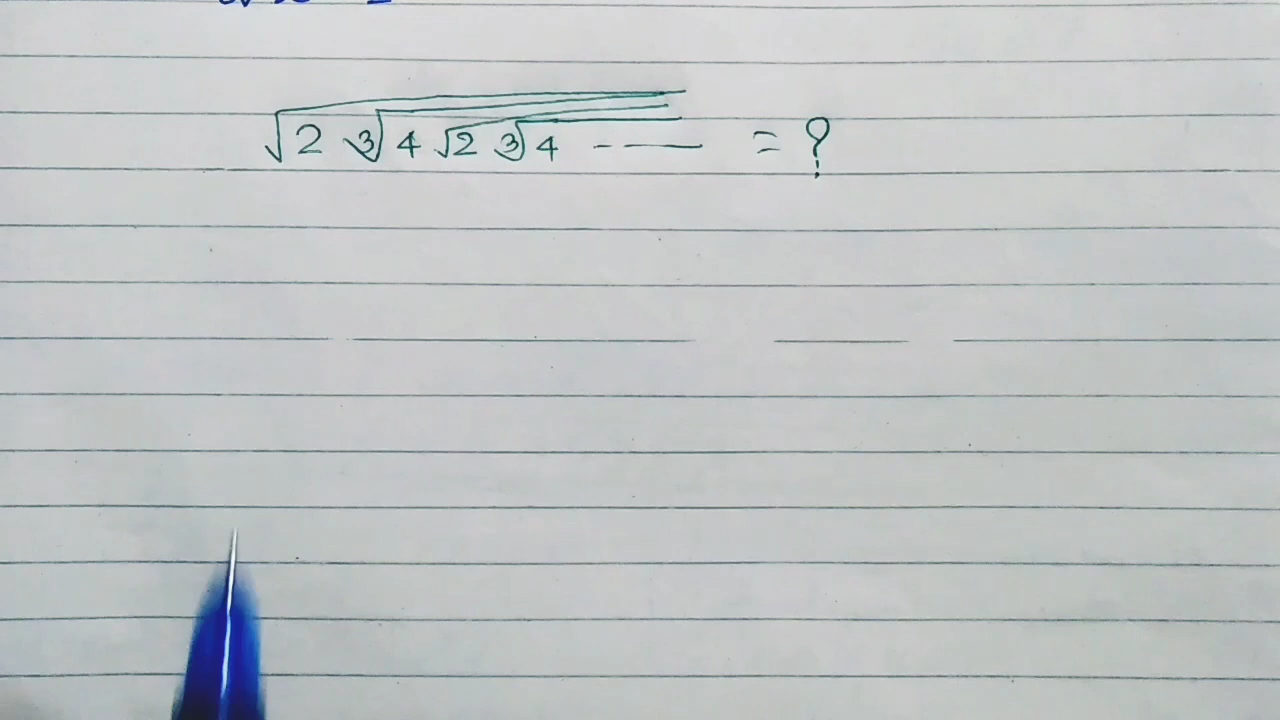 √2 ∛4 √2 ∛4 ----- = ?